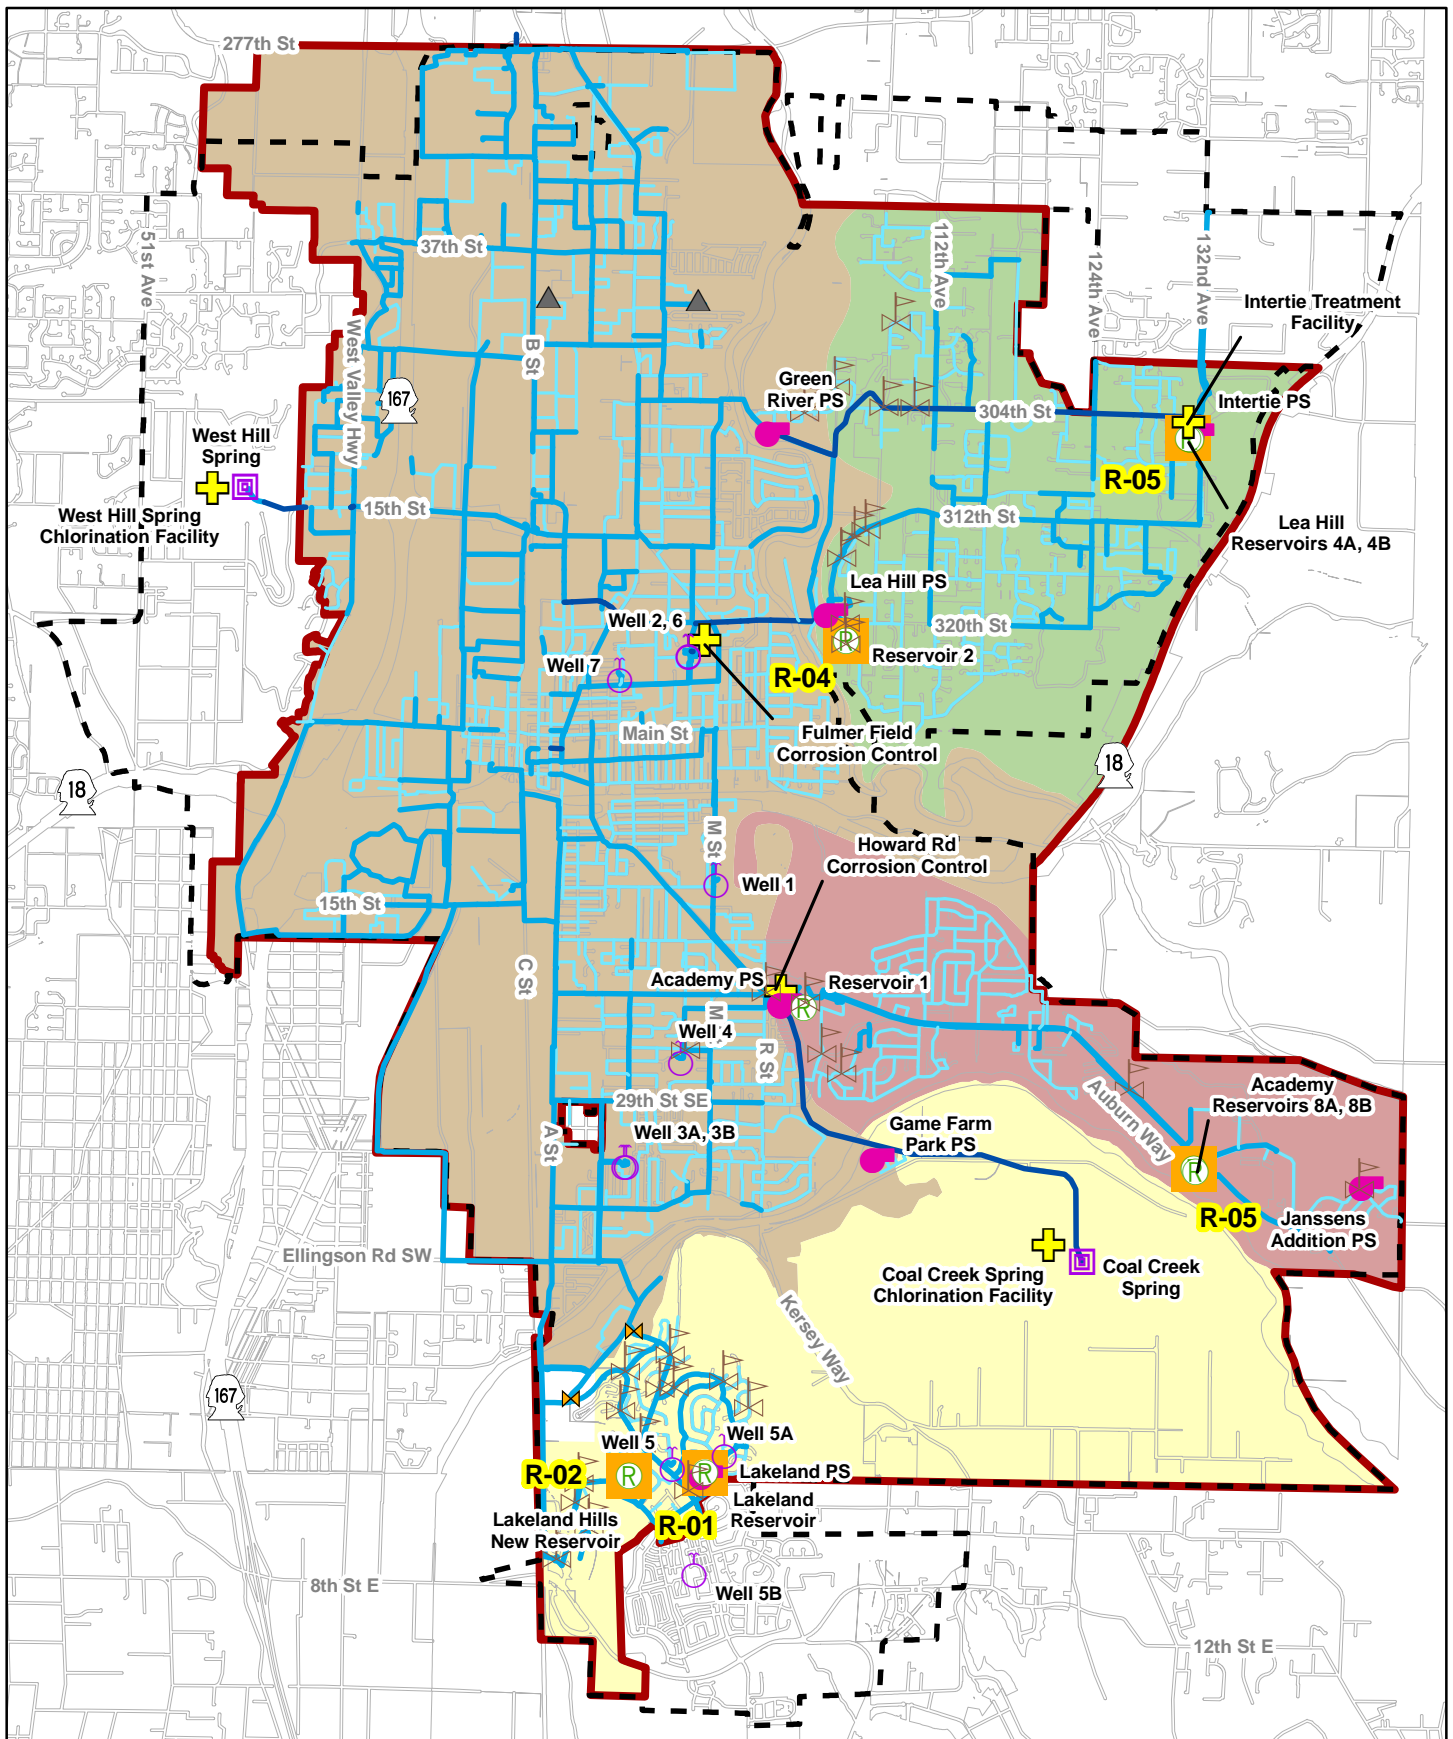 277th St
51st Ave
37th St
112th Ave
124th Ave
132nd Ave
Intertie Treatment
Facility
West Valley Hwy
B St
167
Green
River PS
304th St
Intertie PS
West Hill
Spring
R-05
West Hill Spring
Chlorination Facility
15th St
312th St
Lea Hill
Reservoirs 4A, 4B
Lea Hill PS
Well 2, 6
320th St
R
Reservoir 2
Well 7
R-04
Main St
Fulmer Field
Corrosion Control
18
18
M St
Howard Rd
Corrosion Control
Well 1
15th St
C St
Academy PS
Reservoir 1
R
M St
Well 4
R St
29th St SE
Auburn Way
Academy
Reservoirs 8A, 8B
A St
Well 3A, 3B
Game Farm
Park PS
R
R-05
Janssens
Addition PS
Ellingson Rd SW
Coal Creek Spring
Chlorination Facility
Coal Creek
Spring
Kersey Way
167
Well 5
Well 5A
R-02
R
R
Lakeland PS
Lakeland
Reservoir
Lakeland Hills
New Reservoir
R-01
8th St E
Well 5B
12th St E